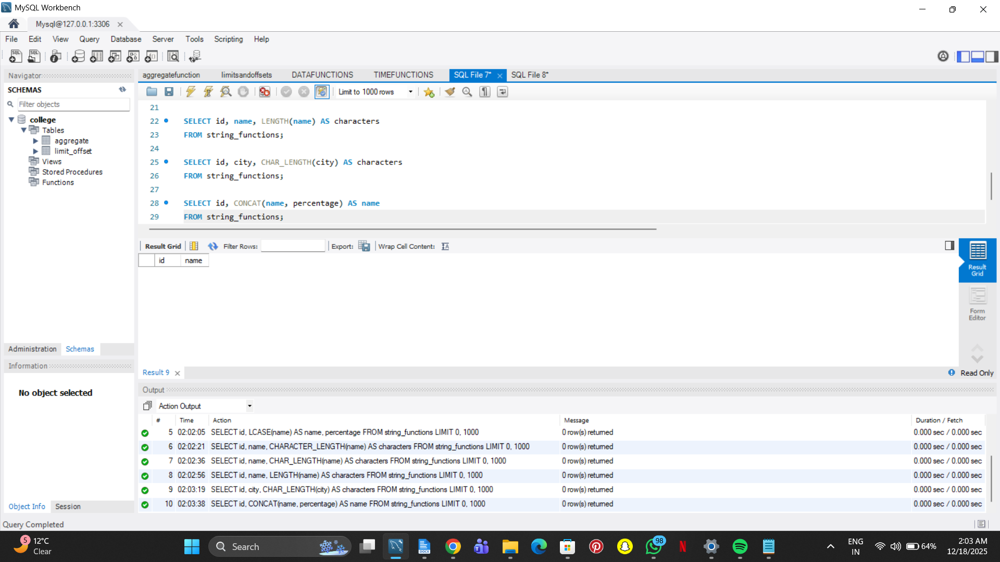 MySQL Workbench
Mysql@127.0.0.1:3306
File Edit View Query Database Server Tools Scripting Help
Navigator
SCHEMAS
Filter objects
college
Tables
aggregate
limit_offset
Views
Stored Procedures
Functions
Administration Schemas
Information
No object selected
Object Info Session
aggregatefunction limitsandoffsets DATAFUNCTIONS TIMEFUNCTIONS SQL File 7* SQL File 8*
Limit to 1000 rows
21
22 SELECT id, name, LENGTH(name) AS characters
23 FROM string_functions;
24
25 SELECT id, city, CHAR_LENGTH(city) AS characters
26 FROM string_functions;
27
28 SELECT id, CONCAT(name, percentage) AS name
29 FROM string_functions;
Result Grid Filter Rows: Export: Wrap Cell Content:
id name
Result
Grid
Form
Editor
Result 9
Read Only
Output
Action Output
# Time Action Message Duration / Fetch
5 02:02:05 SELECT id, LCASE(name) AS name, percentage FROM string_functions LIMIT 0, 1000 0 row(s) returned 0.000 sec / 0.000 sec
6 02:02:21 SELECT id, name, CHARACTER_LENGTH(name) AS characters FROM string_functions LIMIT 0, 1000 0 row(s) returned 0.000 sec / 0.000 sec
7 02:02:36 SELECT id, name, CHAR_LENGTH(name) AS characters FROM string_functions LIMIT 0, 1000 0 row(s) returned 0.000 sec / 0.000 sec
8 02:02:56 SELECT id, name, LENGTH(name) AS characters FROM string_functions LIMIT 0, 1000 0 row(s) returned 0.000 sec / 0.000 sec
9 02:03:19 SELECT id, city, CHAR_LENGTH(city) AS characters FROM string_functions LIMIT 0, 1000 0 row(s) returned 0.000 sec / 0.000 sec
10 02:03:38 SELECT id, CONCAT(name, percentage) AS name FROM string_functions LIMIT 0, 1000 0 row(s) returned 0.000 sec / 0.000 sec
Query Completed
5
12°C
Clear
Search
DOCX
98
ENG
IN
64%
2:03 AM
12/18/2025